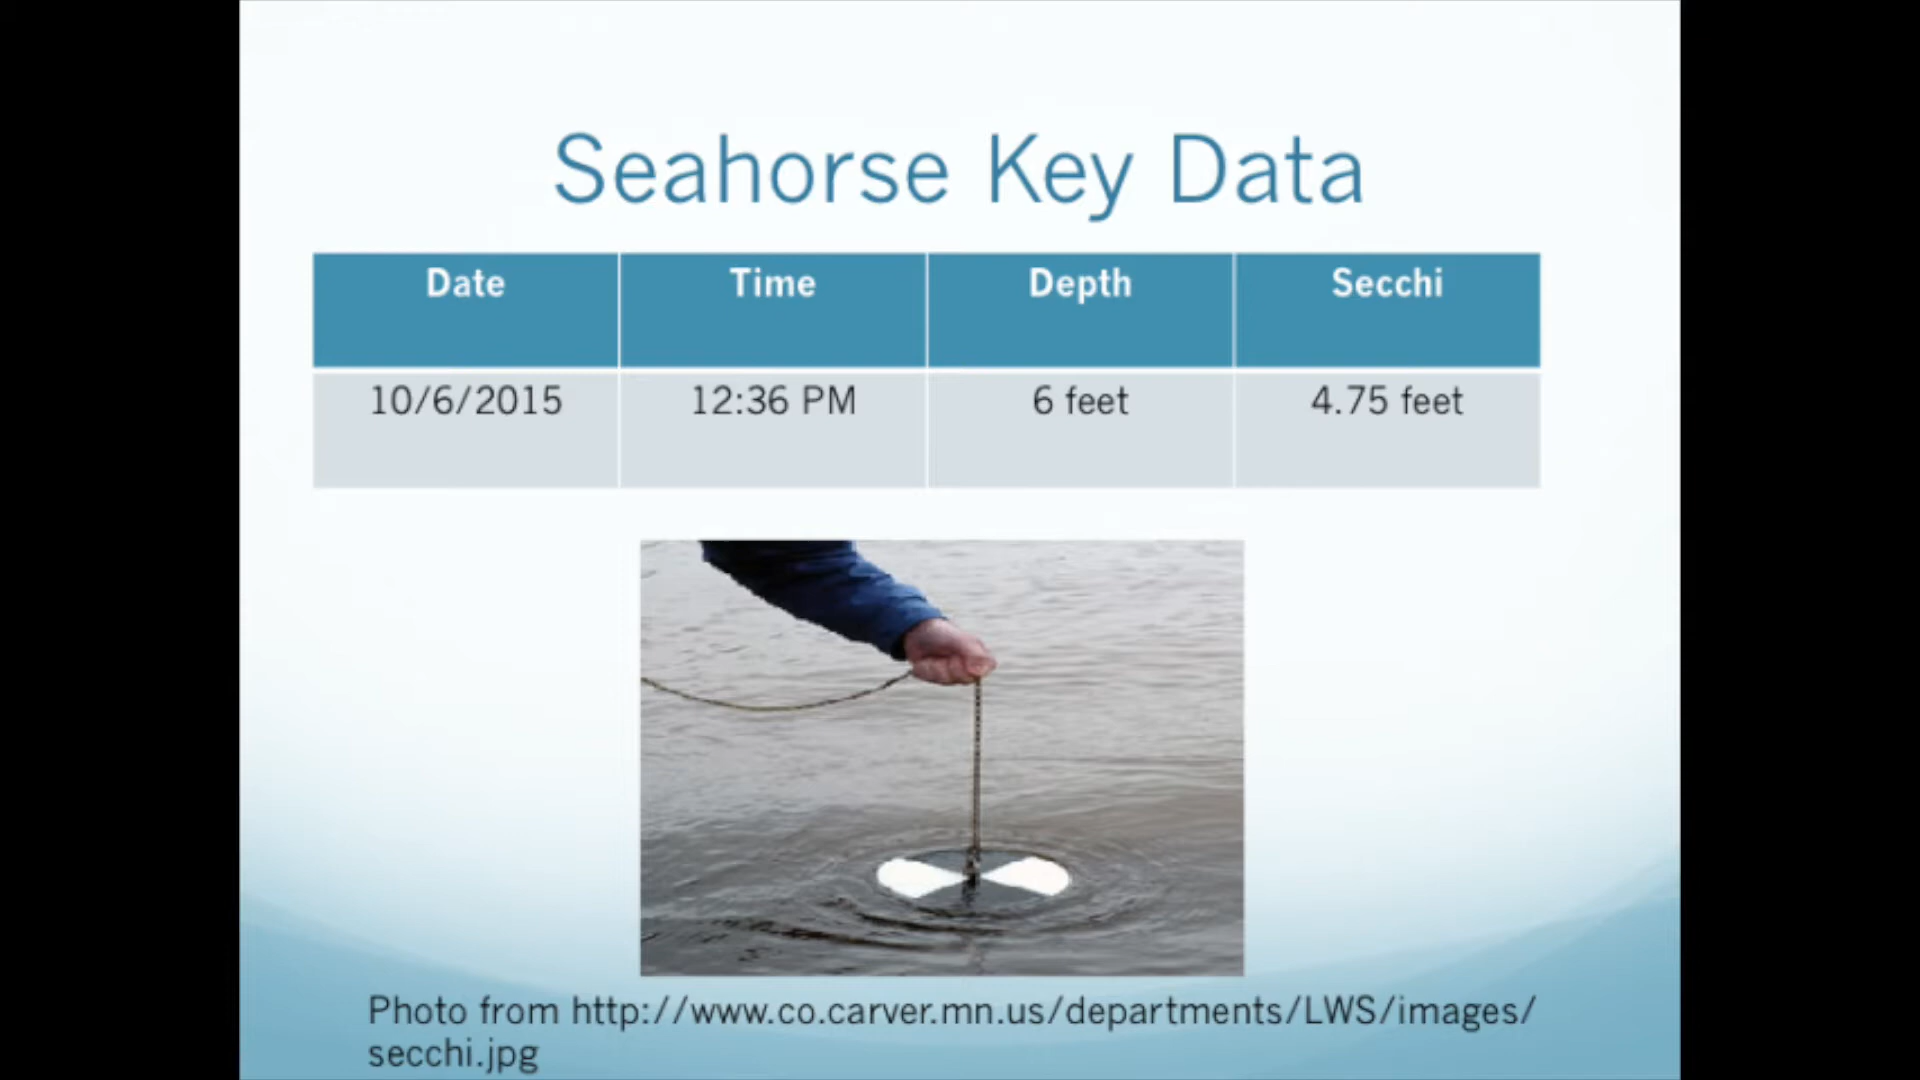 Seahorse Key Data
Date Time Depth Secchi
10/6/2015 12:36 PM 6 feet 4.75 feet
Photo from http://www.co.carver.mn.us/departments/LWS/images/
secchi.jpg